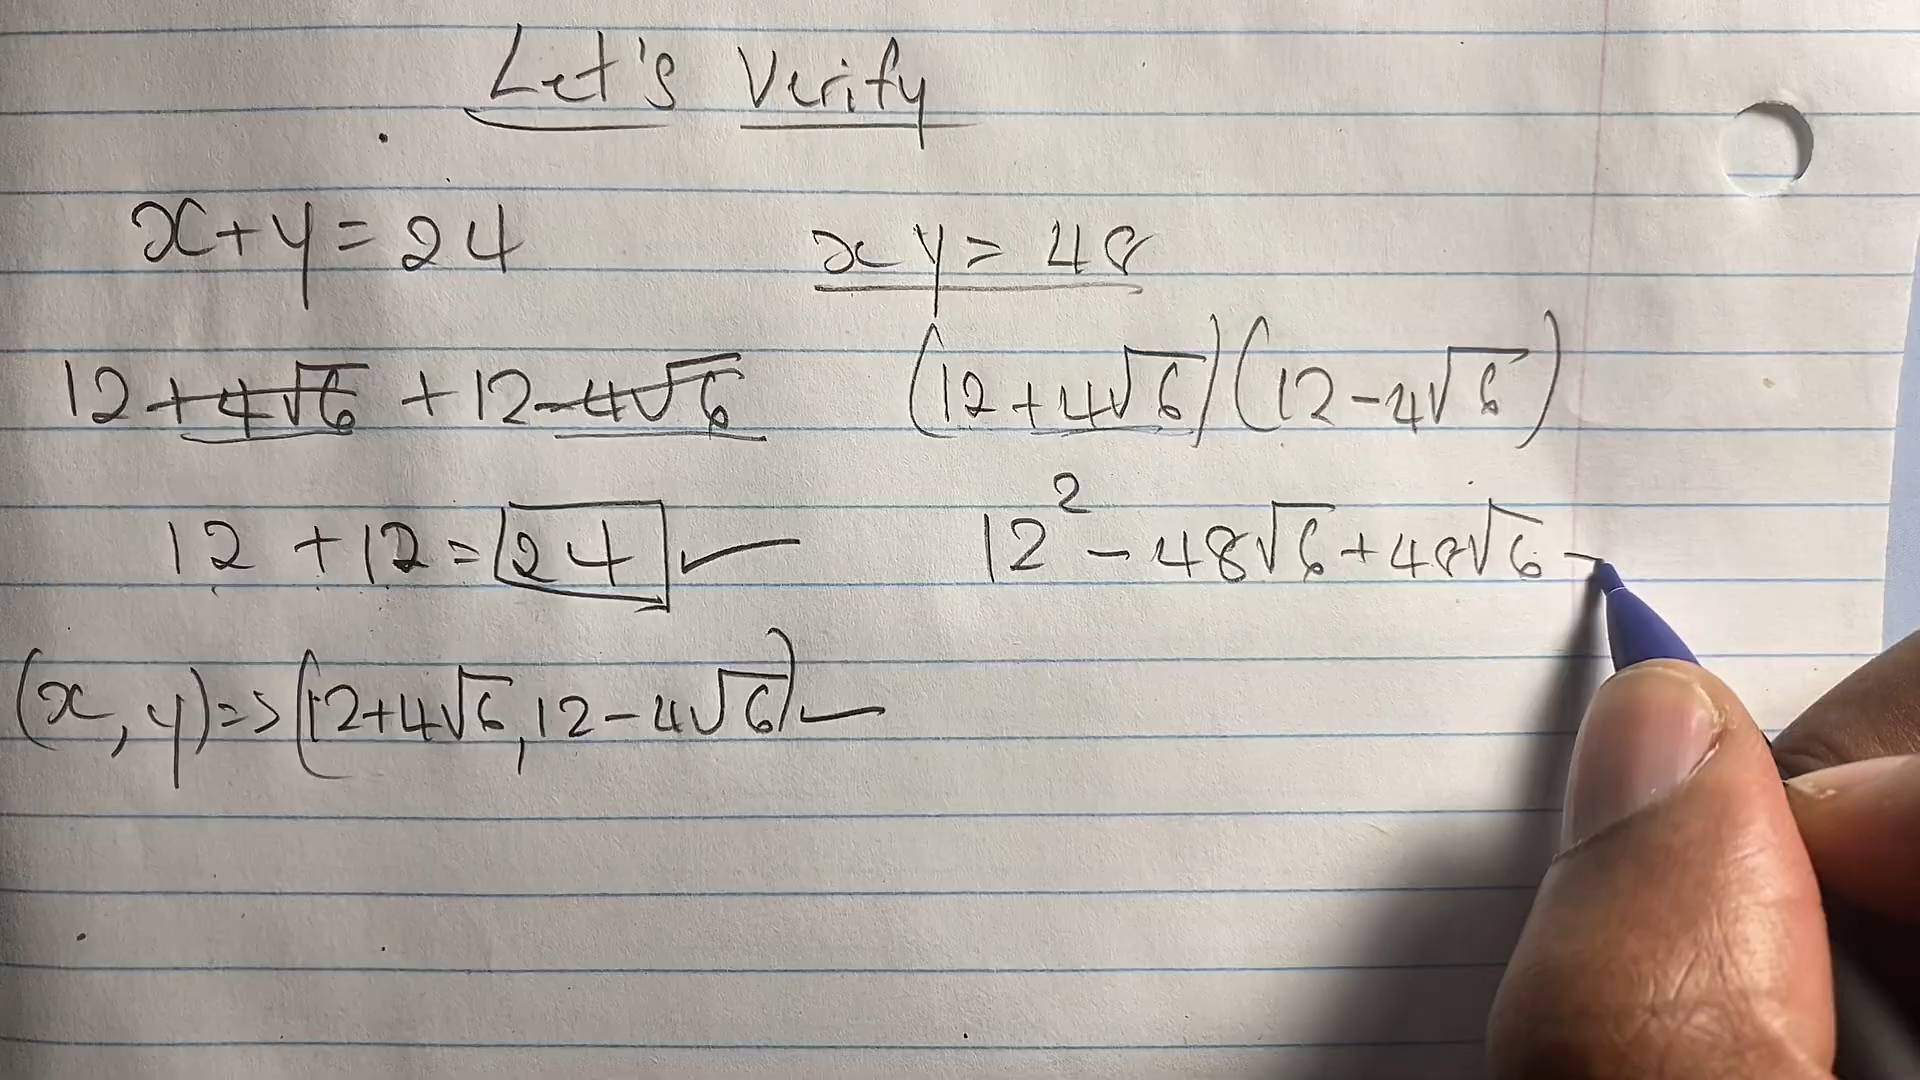 Let's Verify
x+y=24
xy=48
12+4√6+12-4√6
(12+4√6)(12-4√6)
12+12=24
12²-48√6+48√6-
(x,y)=>(12+4√6,12-4√6)